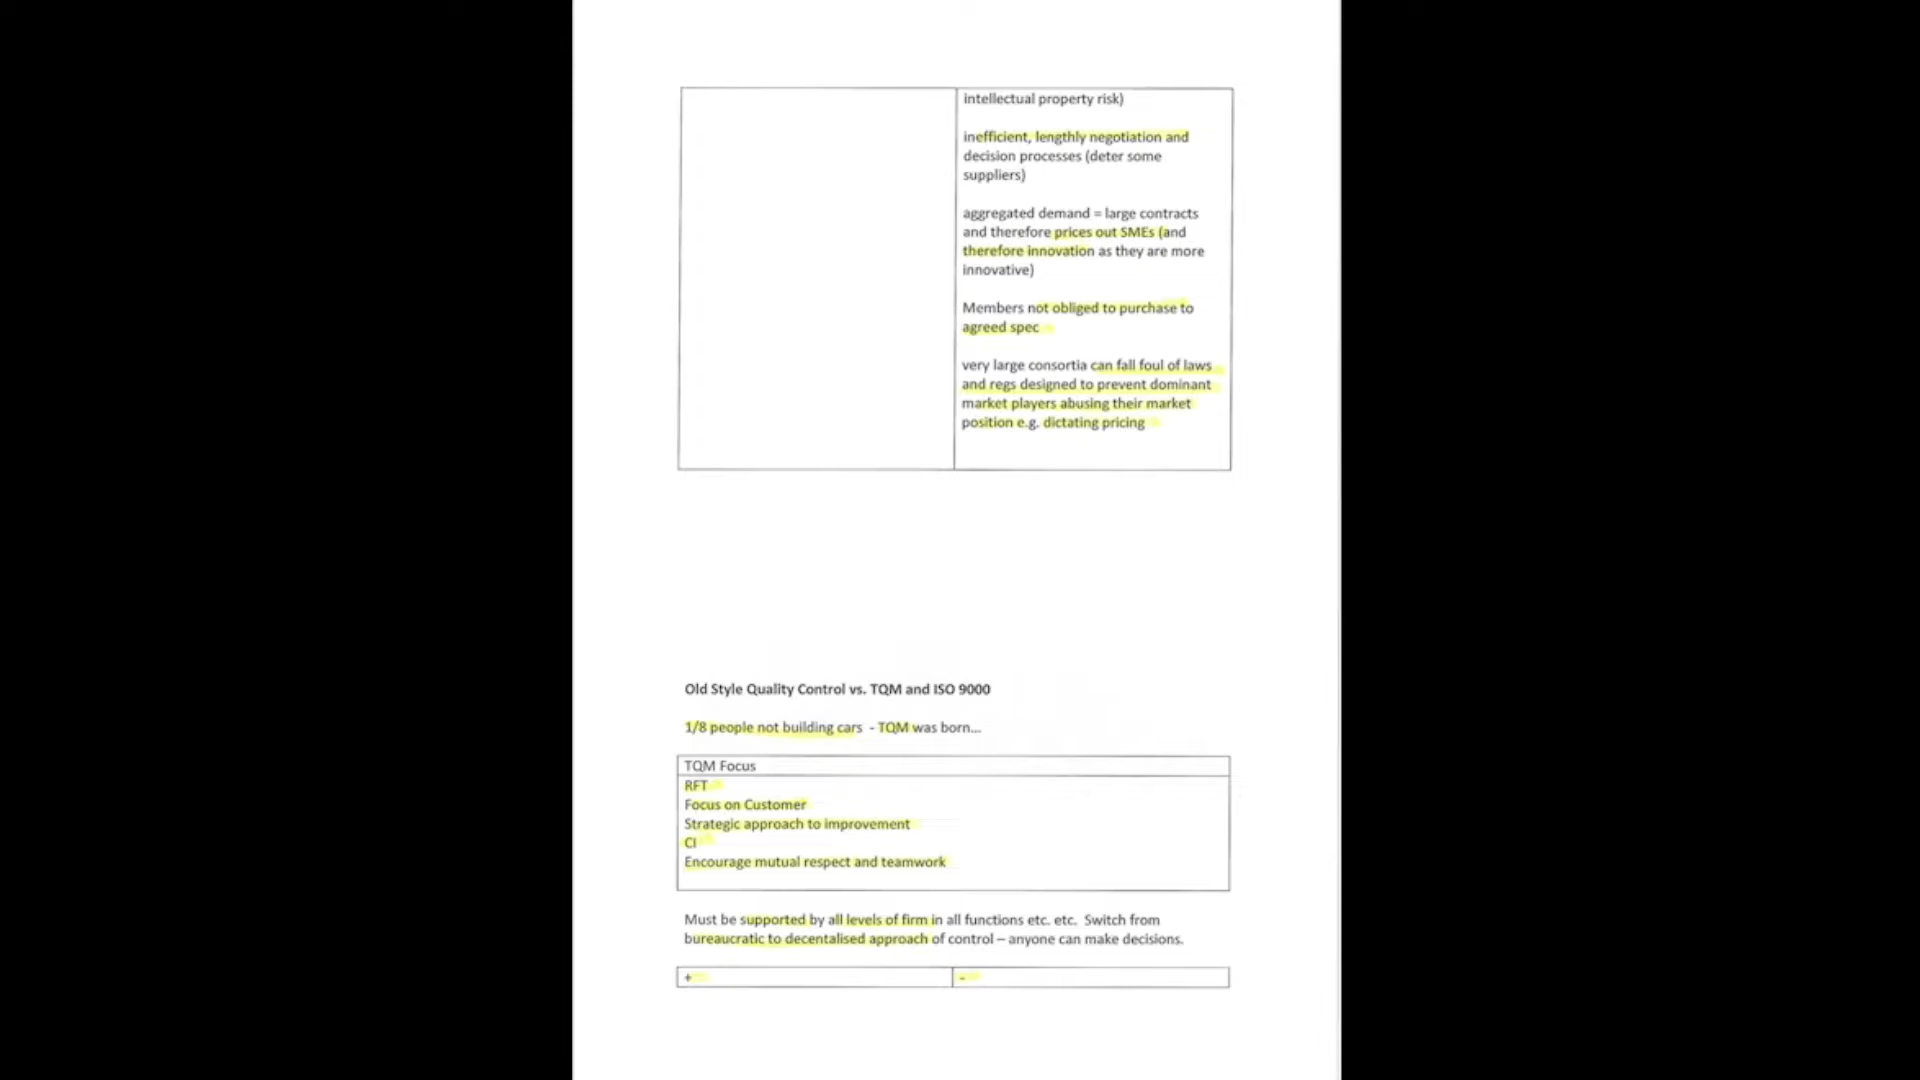 intellectual property risk)
inefficient, lengthly negotiation and
decision processes (deter some
suppliers)
aggregated demand = large contracts
and therefore prices out SMEs (and
therefore innovation as they are more
innovative)
Members not obliged to purchase to
agreed spec
very large consortia can fall foul of laws
and regs designed to prevent dominant
market players abusing their market
position e.g. dictating pricing
Old Style Quality Control vs. TQM and ISO 9000
1/8 people not building cars - TQM was born...
TQM Focus
RFT
Focus on Customer
Strategic approach to improvement
CI
Encourage mutual respect and teamwork
Must be supported by all levels of firm in all functions etc. etc. Switch from
bureaucratic to decentalised approach of control – anyone can make decisions.
+ -